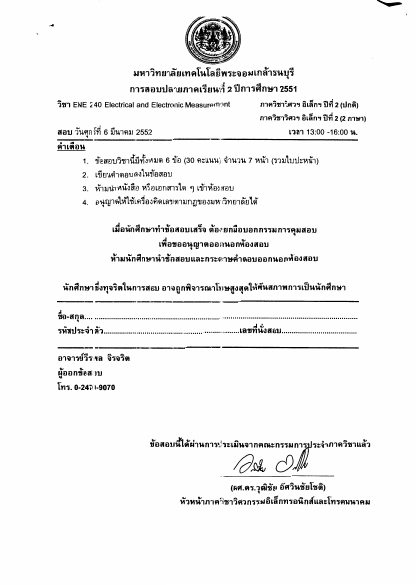 มหาวิทยาลัยเทคโนโลยีพระจอมเกล้าธนบุรี
การสอบปลายภาคเรียนที่ 2 ปีการศึกษา 2551
วิชา ENE 240 Electrical and Electronic Measurement
ภาควิชาวิศวฯ อิเล็กฯ ปีที่ 2 (ปกติ)
ภาควิชาวิศวฯ อิเล็กฯ ปีที่ 2 (2 ภาษา)
สอบ วันศุกร์ที่ 6 มีนาคม 2552 เวลา 13:00 -16:00 น.
คำเตือน
1. ข้อสอบวิชานี้มีทั้งหมด 6 ข้อ (30 คะแนน) จำนวน 7 หน้า (รวมใบปะหน้า)
2. เขียนคำตอบลงในข้อสอบ
3. ห้ามนำหนังสือ หรือเอกสารใด ๆ เข้าห้องสอบ
4. อนุญาตให้ใช้เครื่องคิดเลขตามกฎของมหาวิทยาลัยได้
เมื่อนักศึกษาทำข้อสอบเสร็จ ต้องยกมือบอกกรรมการคุมสอบ
เพื่อขออนุญาตออกนอกห้องสอบ
ห้ามนักศึกษานำข้อสอบและกระดาษคำตอบออกนอกห้องสอบ
นักศึกษาซึ่งทุจริตในการสอบ อาจถูกพิจารณาโทษสูงสุดให้พ้นสภาพการเป็นนักศึกษา
ชื่อ-สกุล....................................................................................
รหัสประจำตัว..................................................เลขที่นั่งสอบ........................
ผู้ออกข้อสอบ
ข้อสอบนี้ได้ผ่านการประเมินจากคณะกรรมการประจำภาควิชาแล้ว
(ผศ.ดร.วุฒิชัย อัศวินชัยโชติ)
หัวหน้าภาควิชาวิศวกรรมอิเล็กทรอนิกส์และโทรคมนาคม